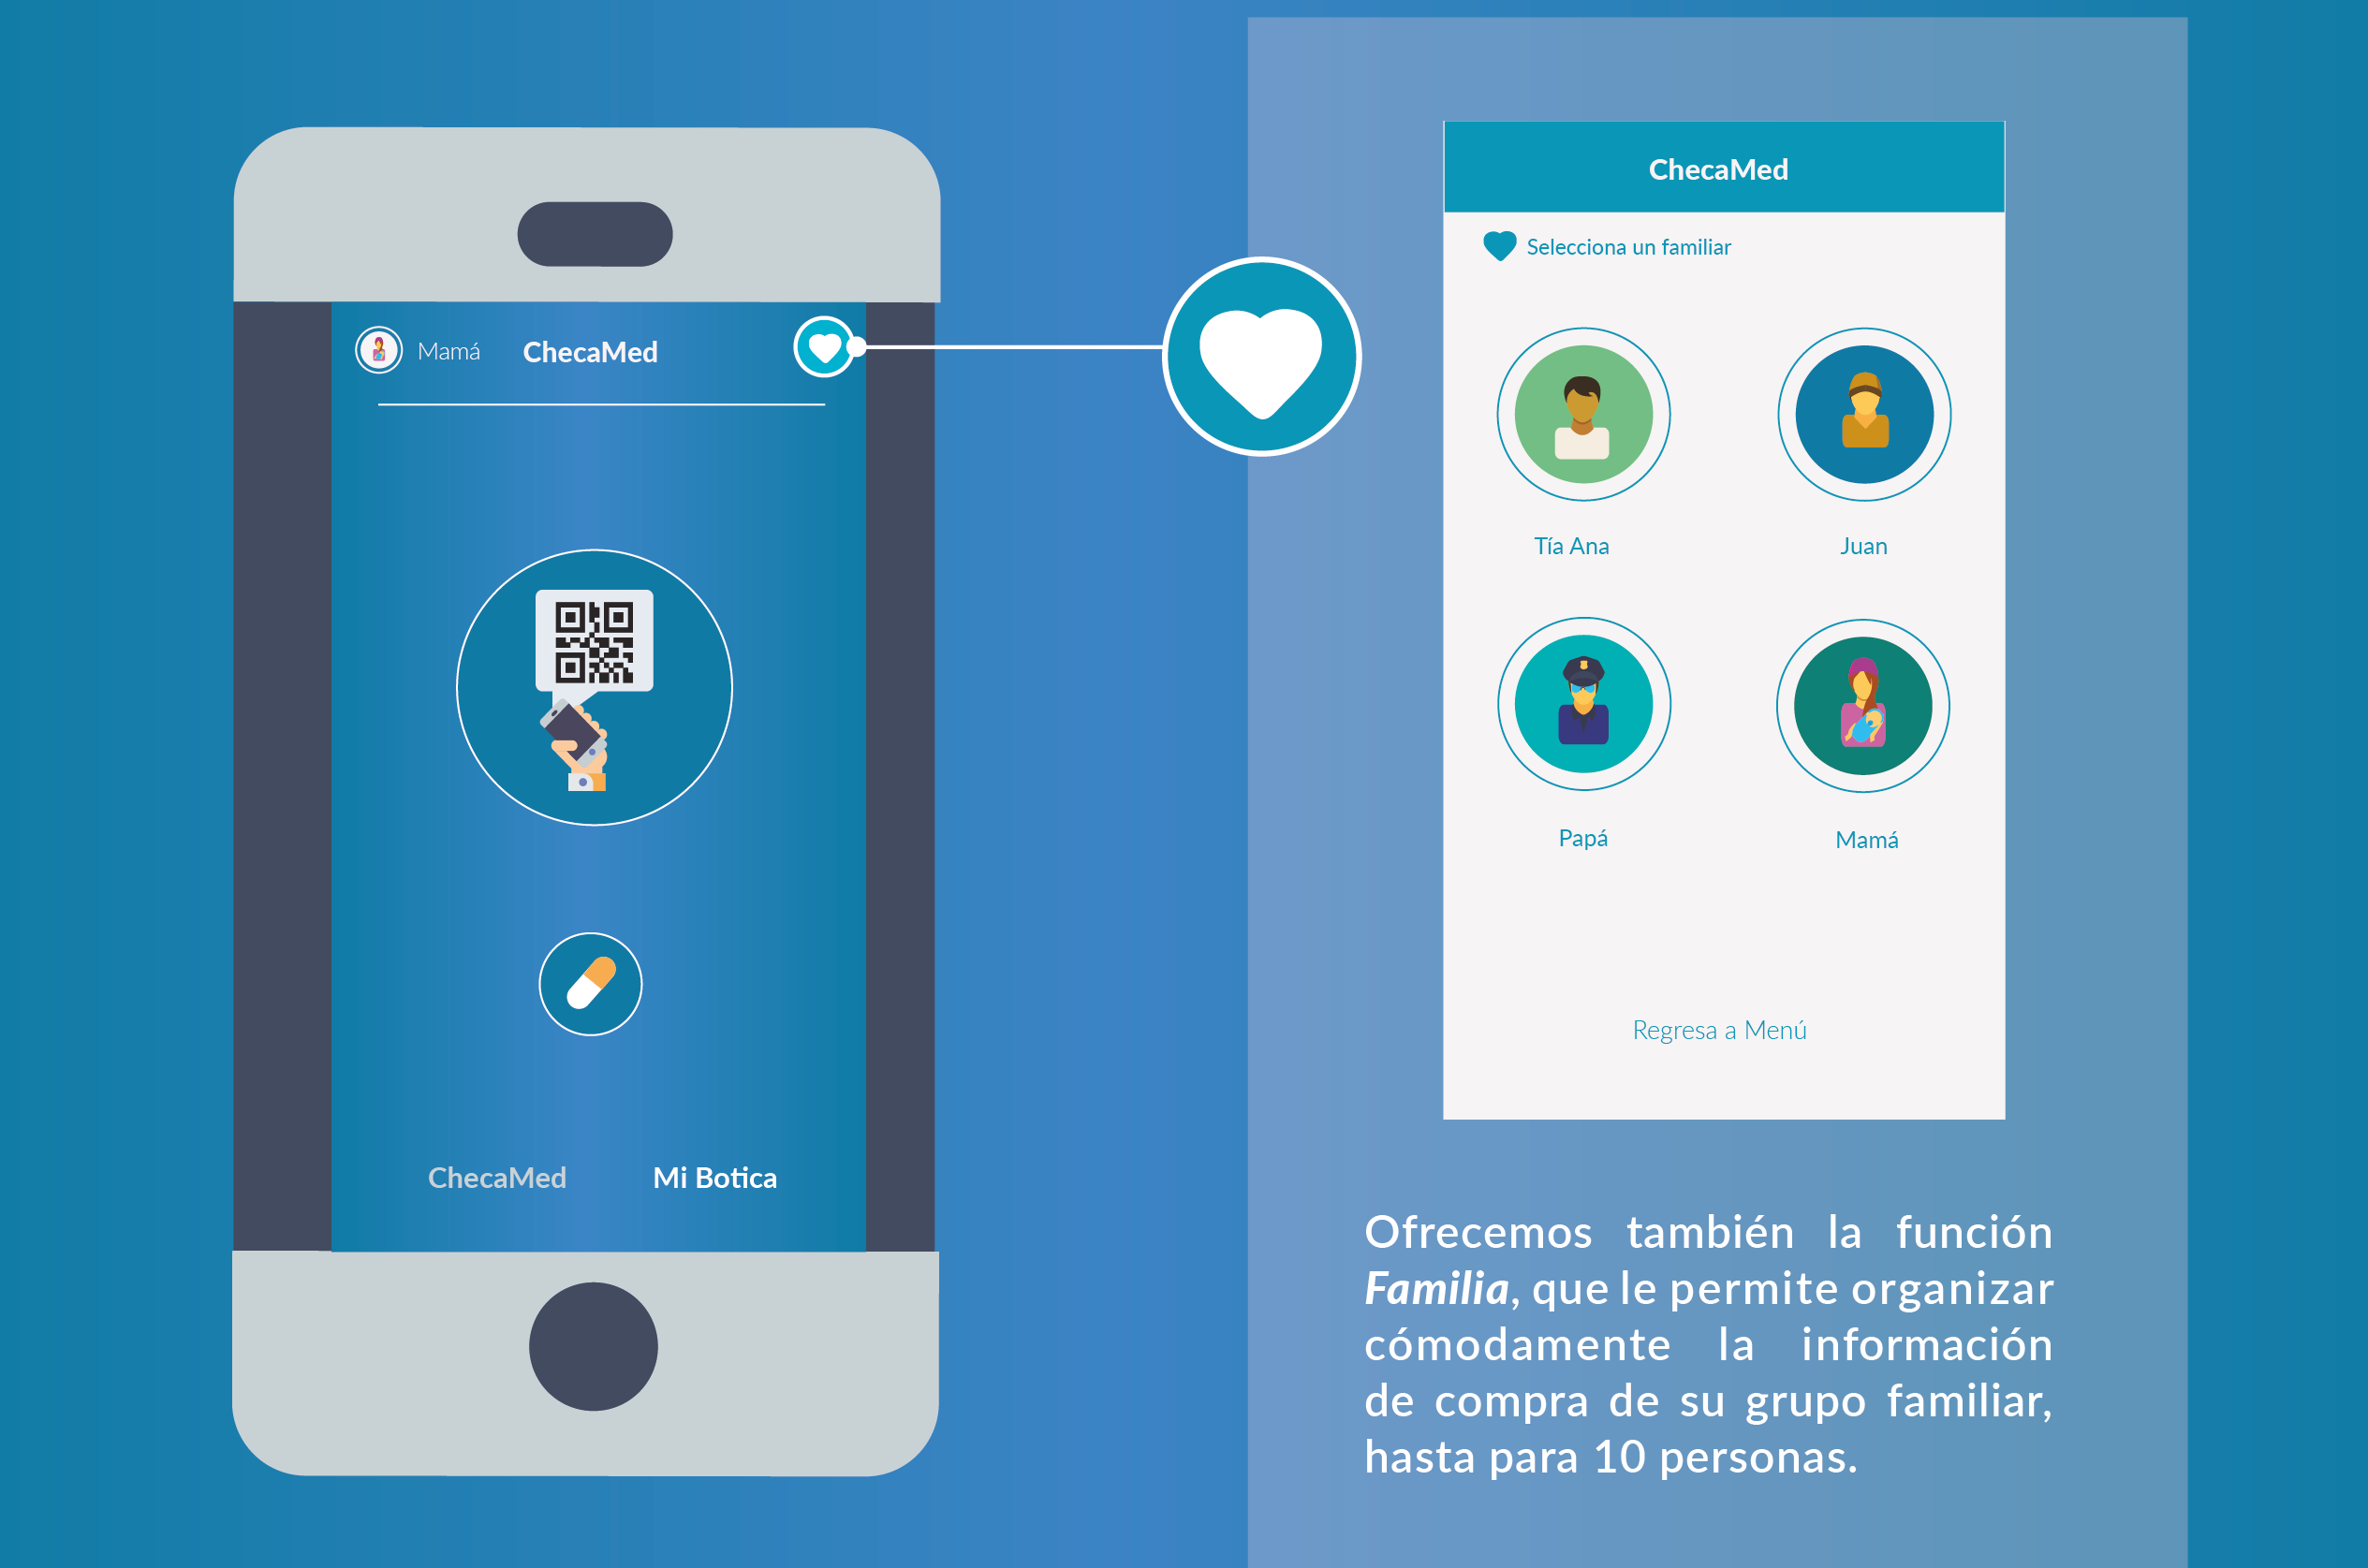 Mamá
ChecaMed
ChecaMed
Mi Botica
ChecaMed
Selecciona un familiar
Tía Ana
Juan
Papá
Mamá
Regresa a Menú
Ofrecemos también la función
Familia, que le permite organizar
cómodamente la información
de compra de su grupo familiar,
hasta para 10 personas.